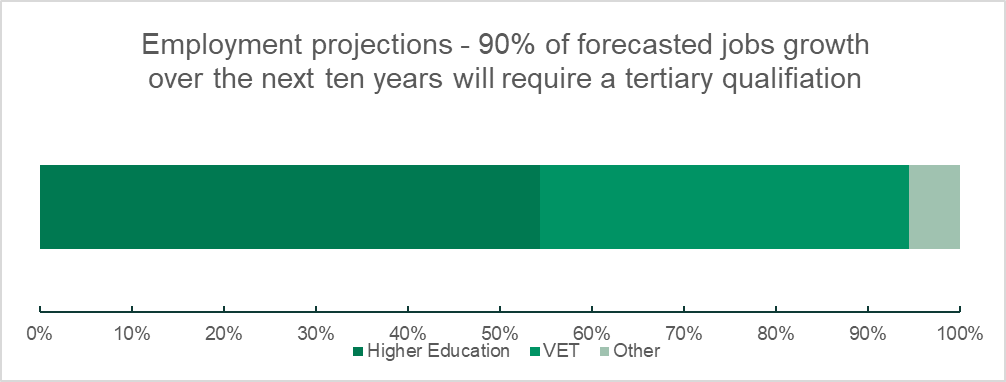 Employment projections - 90% of forecasted jobs growth
over the next ten years will require a tertiary qualifiation
0% 10% 20% 30% 40% 50% 60% 70% 80% 90% 100%
Higher Education VET Other